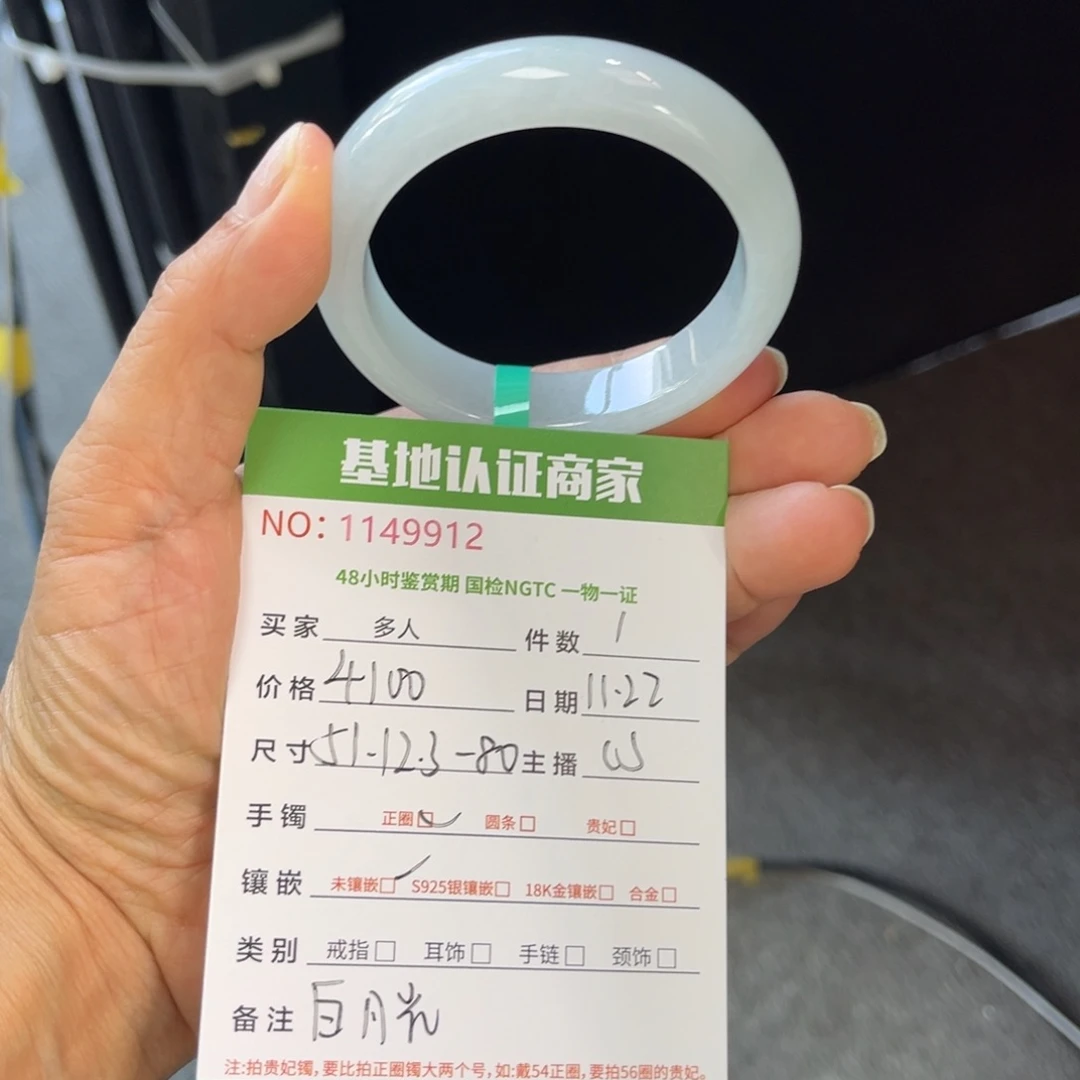 基地认证商家
NO: 1149912
48小时鉴赏期 国检NGTC 一物一证
买家 多人 件数 1
价格 4100 日期 11.22
尺寸 51-12.3-80 主播 W
手镯 正圈☑ 圆条□ 贵妃□
镶嵌 未镶嵌☑ S925银镶嵌□ 18K金镶嵌□ 合金□
类别 戒指□ 耳饰□ 手链□ 颈饰□
备注 白月光
注:拍贵妃镯,要比拍正圈镯大两个号,如:戴54正圈,要拍56圈的贵妃。